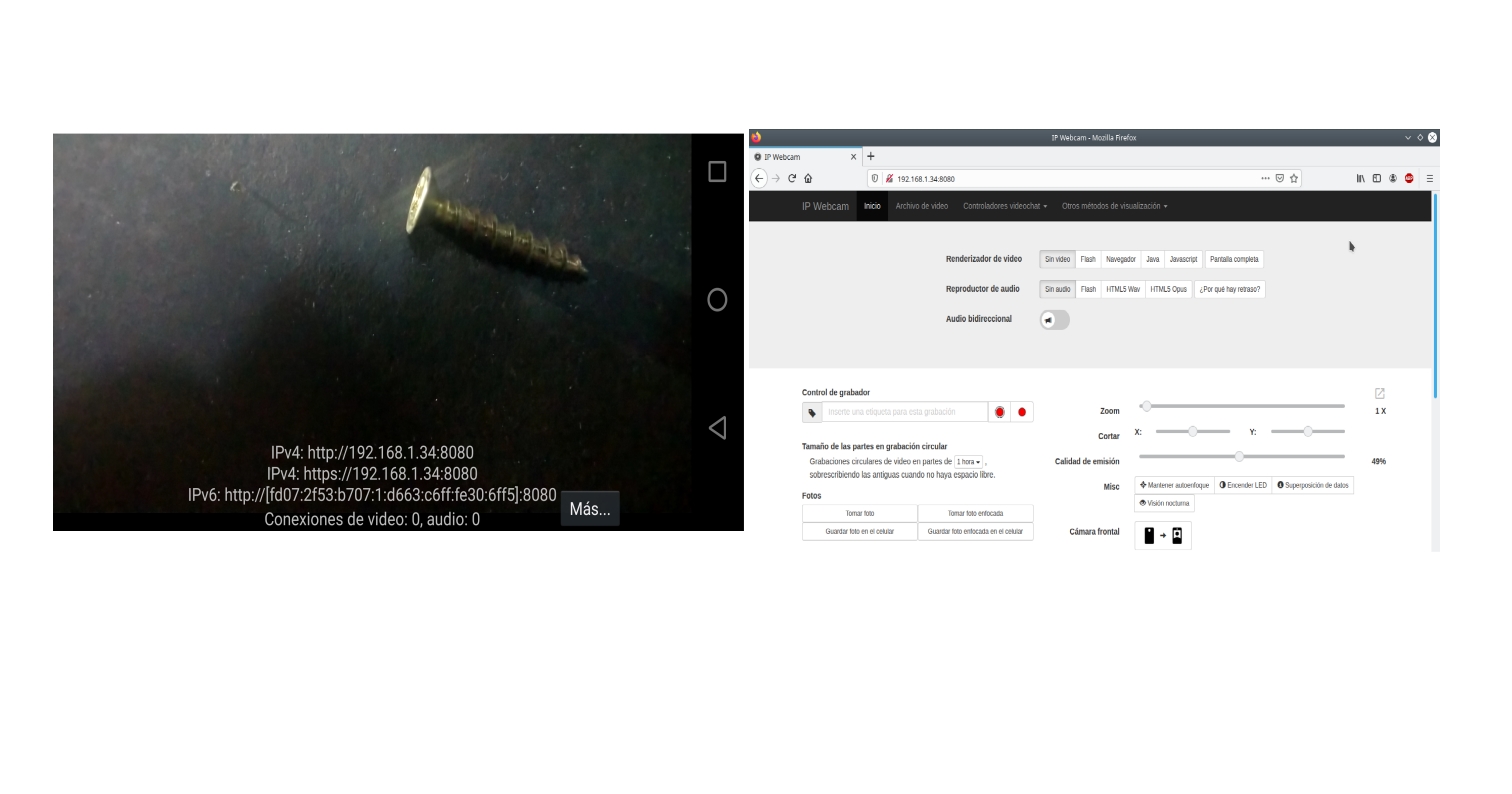 IPv4: http://192.168.1.34:8080
IPv4: https://192.168.1.34:8080
IPv6: http://[fd07:2f53:b707:1:d663:c6ff:fe30:6ff5]:8080
Conexiones de video: 0, audio: 0
Más...
IP Webcam - Mozilla Firefox
IP Webcam
192.168.1.34:8080
ABP
IP Webcam Inicio Archivo de video Controladores videochat Otros métodos de visualización
Renderizador de video Sin video Flash Navegador Java Javascript Pantalla completa
Reproductor de audio Sin audio Flash HTML5 Wav HTML5 Opus ¿Por qué hay retraso?
Audio bidireccional
Control de grabador
Inserte una etiqueta para esta grabación
Tamaño de las partes en grabación circular
Grabaciones circulares de video en partes de 1 hora ,
sobrescribiendo las antiguas cuando no haya espacio libre.
Fotos
Tomar foto Tomar foto enfocada
Guardar foto en el celular Guardar foto enfocada en el celular
Zoom 1 X
Cortar X: Y:
Calidad de emisión 49%
Misc Mantener autoenfoque Encender LED Superposición de datos
Visión nocturna
Cámara frontal